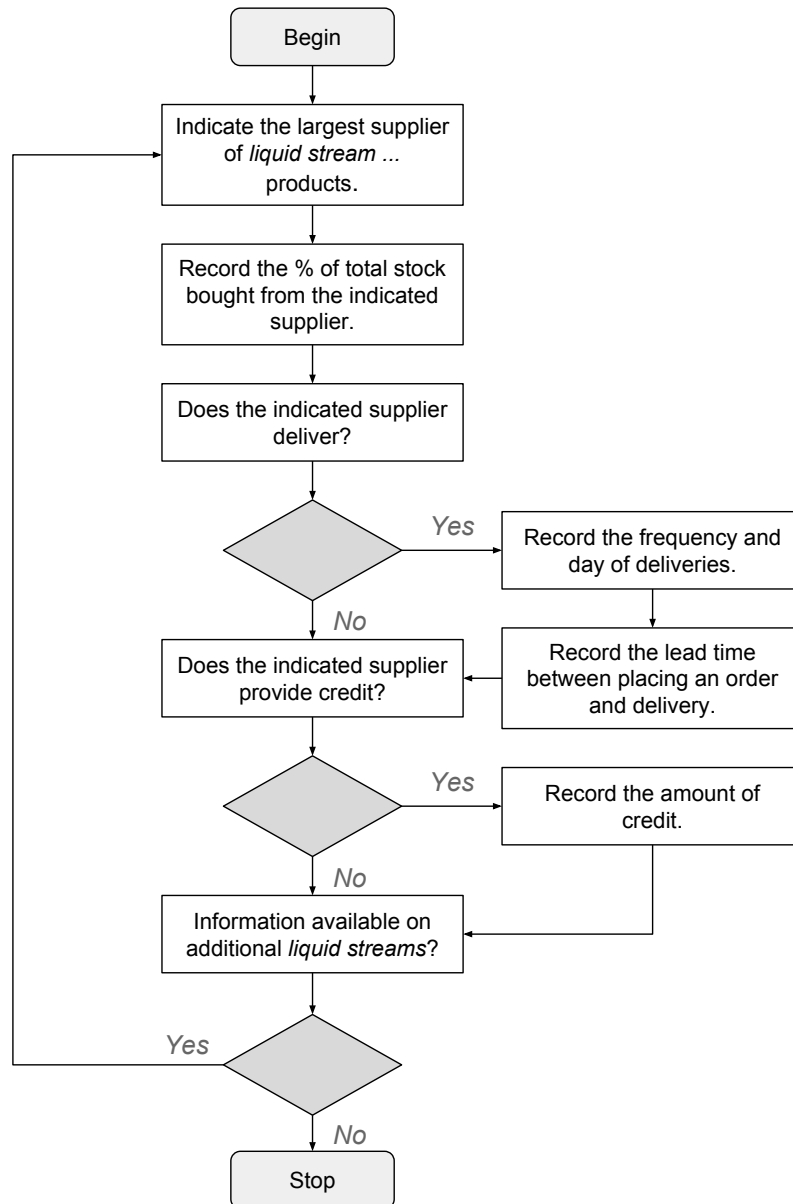 Begin
Indicate the largest supplier
of liquid stream ...
products.
Record the % of total stock
bought from the indicated
supplier.
Does the indicated supplier
deliver?
Yes
Record the frequency and
day of deliveries.
No
Record the lead time
between placing an order
and delivery.
Does the indicated supplier
provide credit?
Yes
Record the amount of
credit.
No
Information available on
additional liquid streams?
Yes
No
Stop